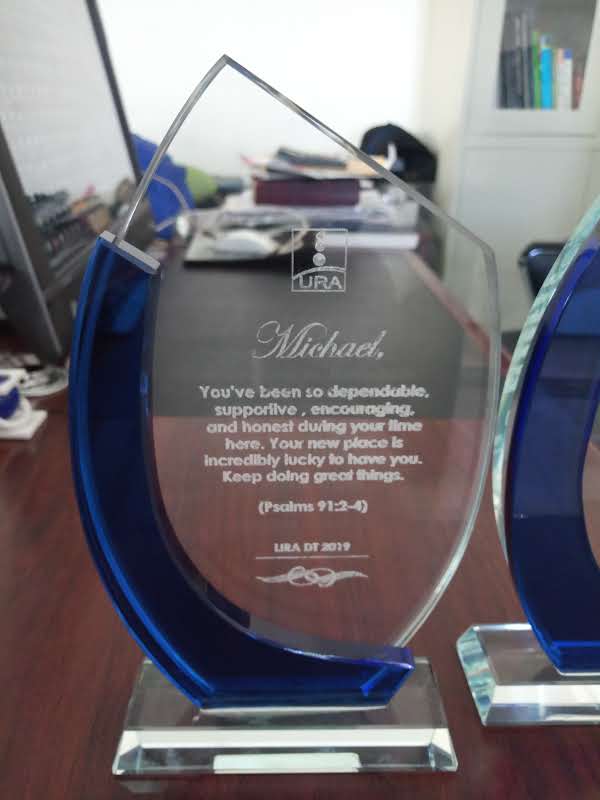 URA
Michael,
You've been so dependable,
supportive , encouraging,
and honest during your time
here. Your new place is
incredibly lucky to have you.
Keep doing great things.
(Psalms 91:2-4)
URA DT 2019